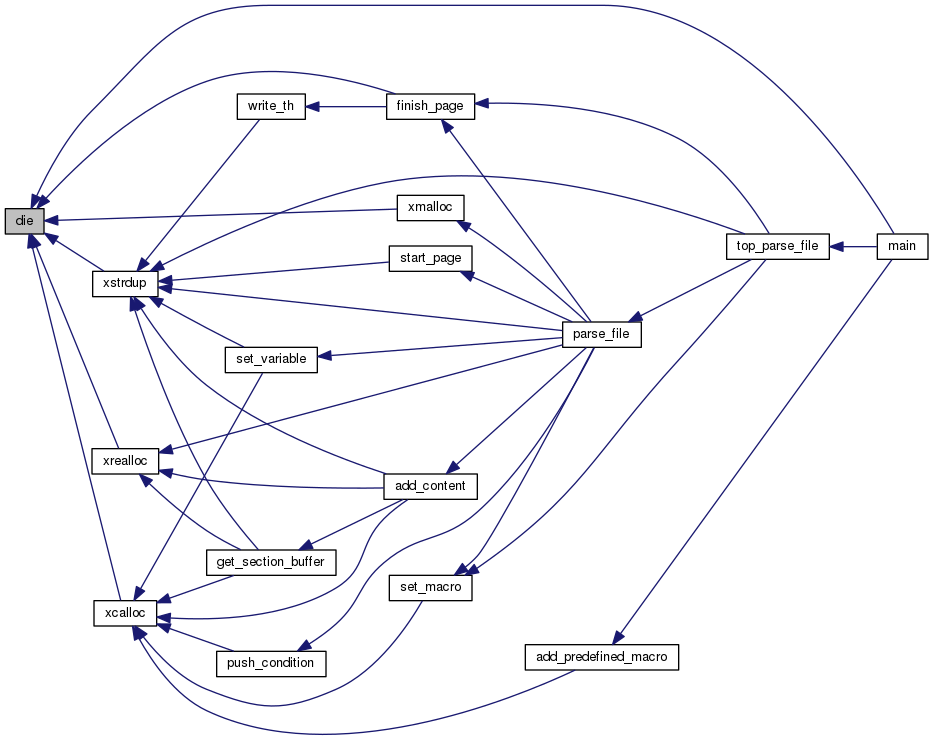 write_th
finish_page
die
xmalloc
top_parse_file
main
start_page
xstrdup
parse_file
set_variable
xrealloc
add_content
get_section_buffer
set_macro
xcalloc
push_condition
add_predefined_macro